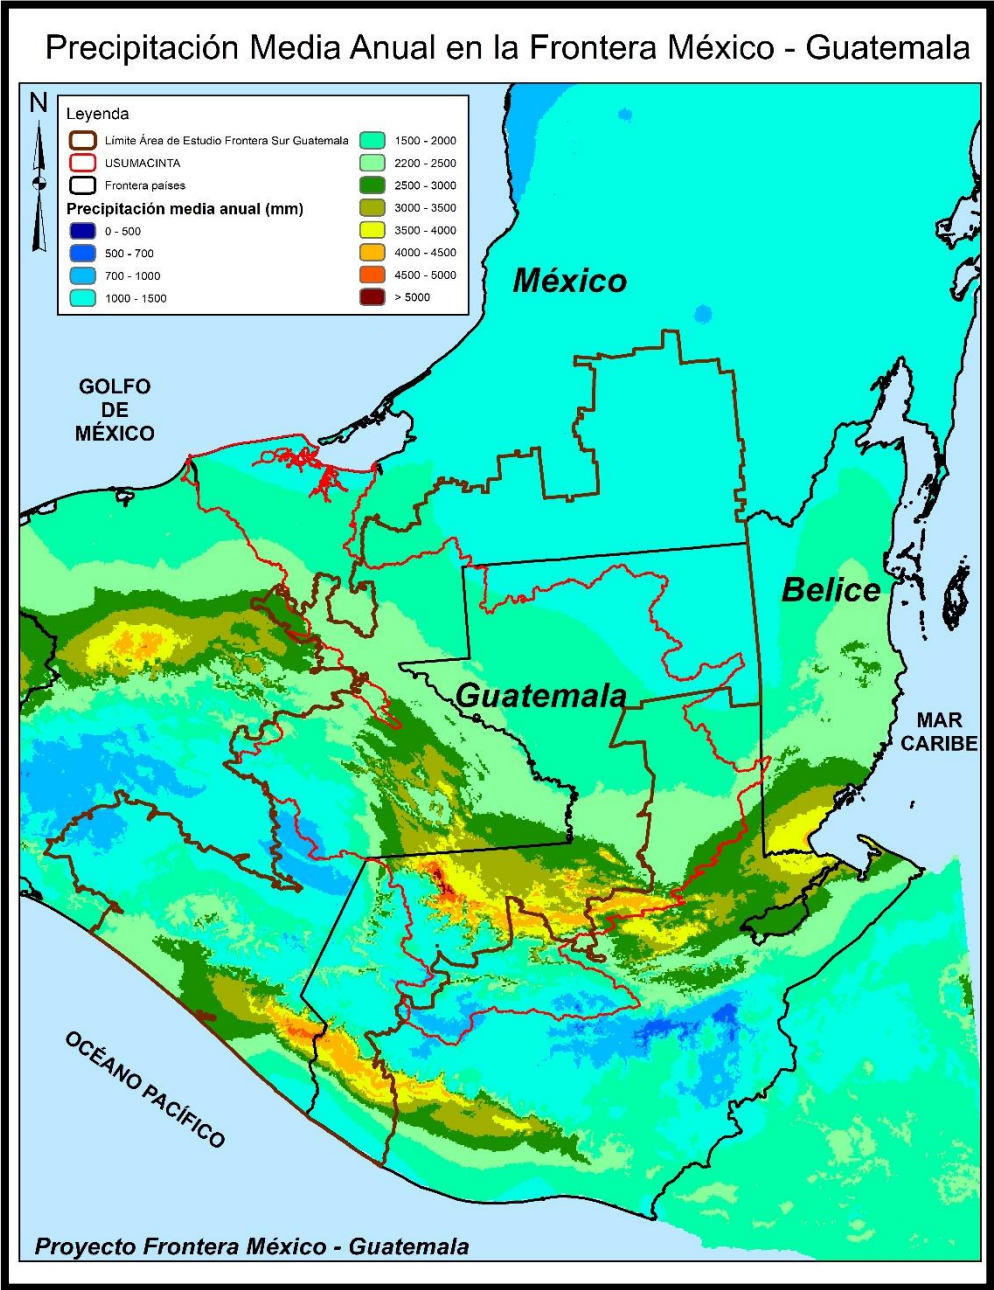 Precipitación Media Anual en la Frontera México - Guatemala
N
Leyenda
Límite Área de Estudio Frontera Sur Guatemala
USUMACINTA
Frontera países
Precipitación media anual (mm)
0 - 500
500 - 700
700 - 1000
1000 - 1500
1500 - 2000
2200 - 2500
2500 - 3000
3000 - 3500
3500 - 4000
4000 - 4500
4500 - 5000
> 5000
México
GOLFO
DE
MÉXICO
Belice
Guatemala
MAR
CARIBE
OCÉANO PACÍFICO
Proyecto Frontera México - Guatemala